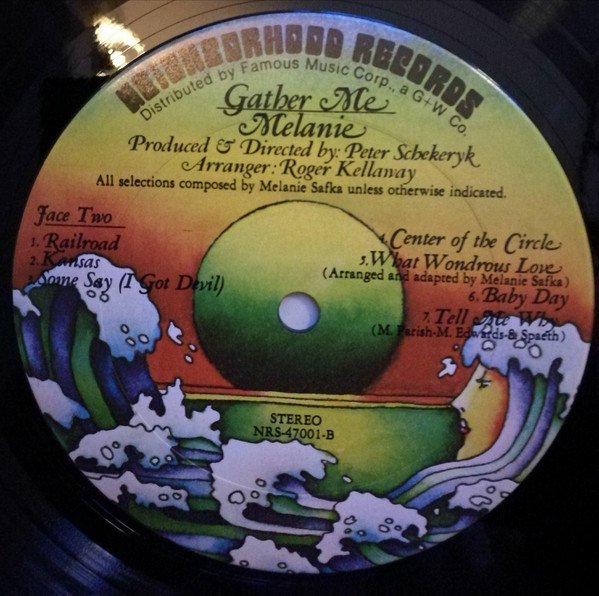 NEIGHBORHOOD RECORDS
Distributed by Famous Music Corp., a G+W Co.
Gather Me
Melanie
Produced & Directed by: Peter Schekeryk
Arranger: Roger Kellaway
All selections composed by Melanie Safka unless otherwise indicated.
Face Two
1. Railroad
2. Kansas
3. Some Say (I Got Devil)
4. Center of the Circle
5. What Wondrous Love
(Arranged and adapted by Melanie Safka)
6. Baby Day
7. Tell Me Why
(M. Parish-M. Edwards-& Spaeth)
STEREO
NRS-47001-B